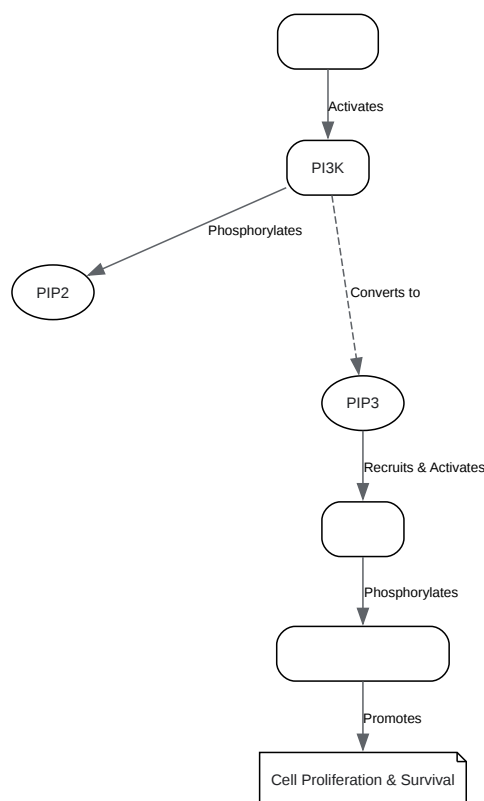 Activates
PI3K
Phosphorylates
PIP2
Converts to
PIP3
Recruits & Activates
Phosphorylates
Promotes
Cell Proliferation & Survival